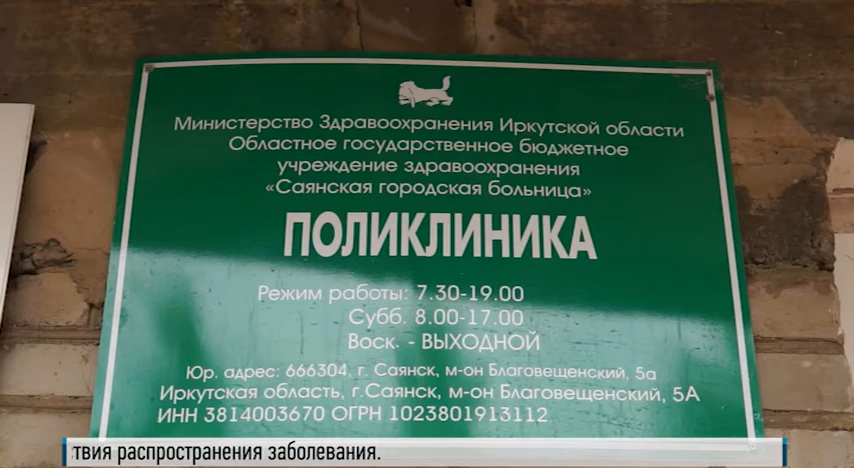 Министерство Здравоохранения Иркутской области
Областное государственное бюджетное
учреждение здравоохранения
«Саянская городская больница»
ПОЛИКЛИНИКА
Режим работы: 7.30-19.00
Субб. 8.00-17.00
Воск. - ВЫХОДНОЙ
Юр. адрес: 666304, г. Саянск, м-он Благовещенский, 5а
Иркутская область, г.Саянск, м-он Благовещенский, 5А
ИНН 3814003670 ОГРН 1023801913112
твия распространения заболевания.